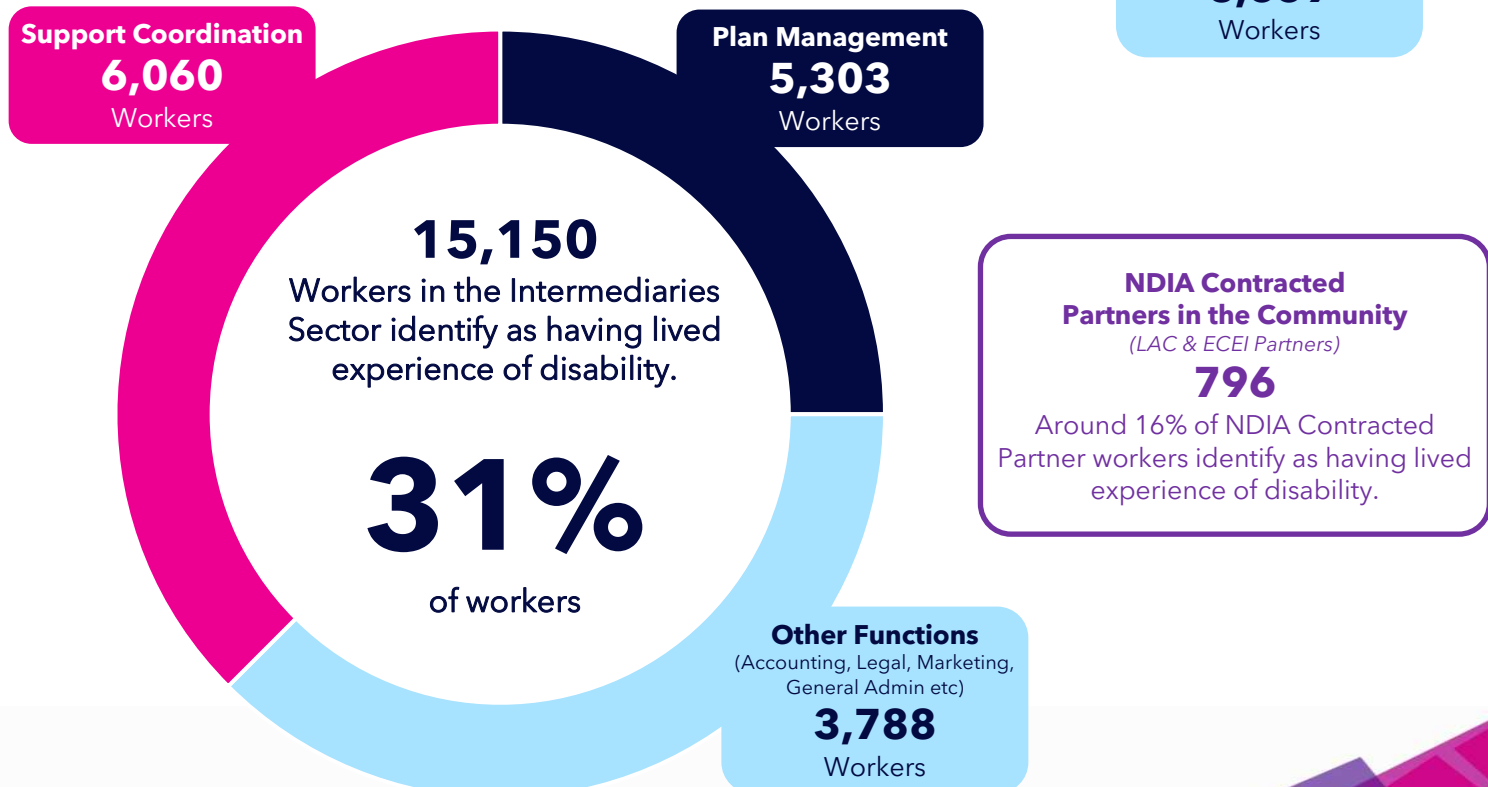 Workers
Support Coordination
6,060
Workers
Plan Management
5,303
Workers
15,150
Workers in the Intermediaries
Sector identify as having lived
experience of disability.
31%
of workers
NDIA Contracted
Partners in the Community
(LAC & ECEI Partners)
796
Around 16% of NDIA Contracted
Partner workers identify as having lived
experience of disability.
Other Functions
(Accounting, Legal, Marketing,
General Admin etc)
3,788
Workers